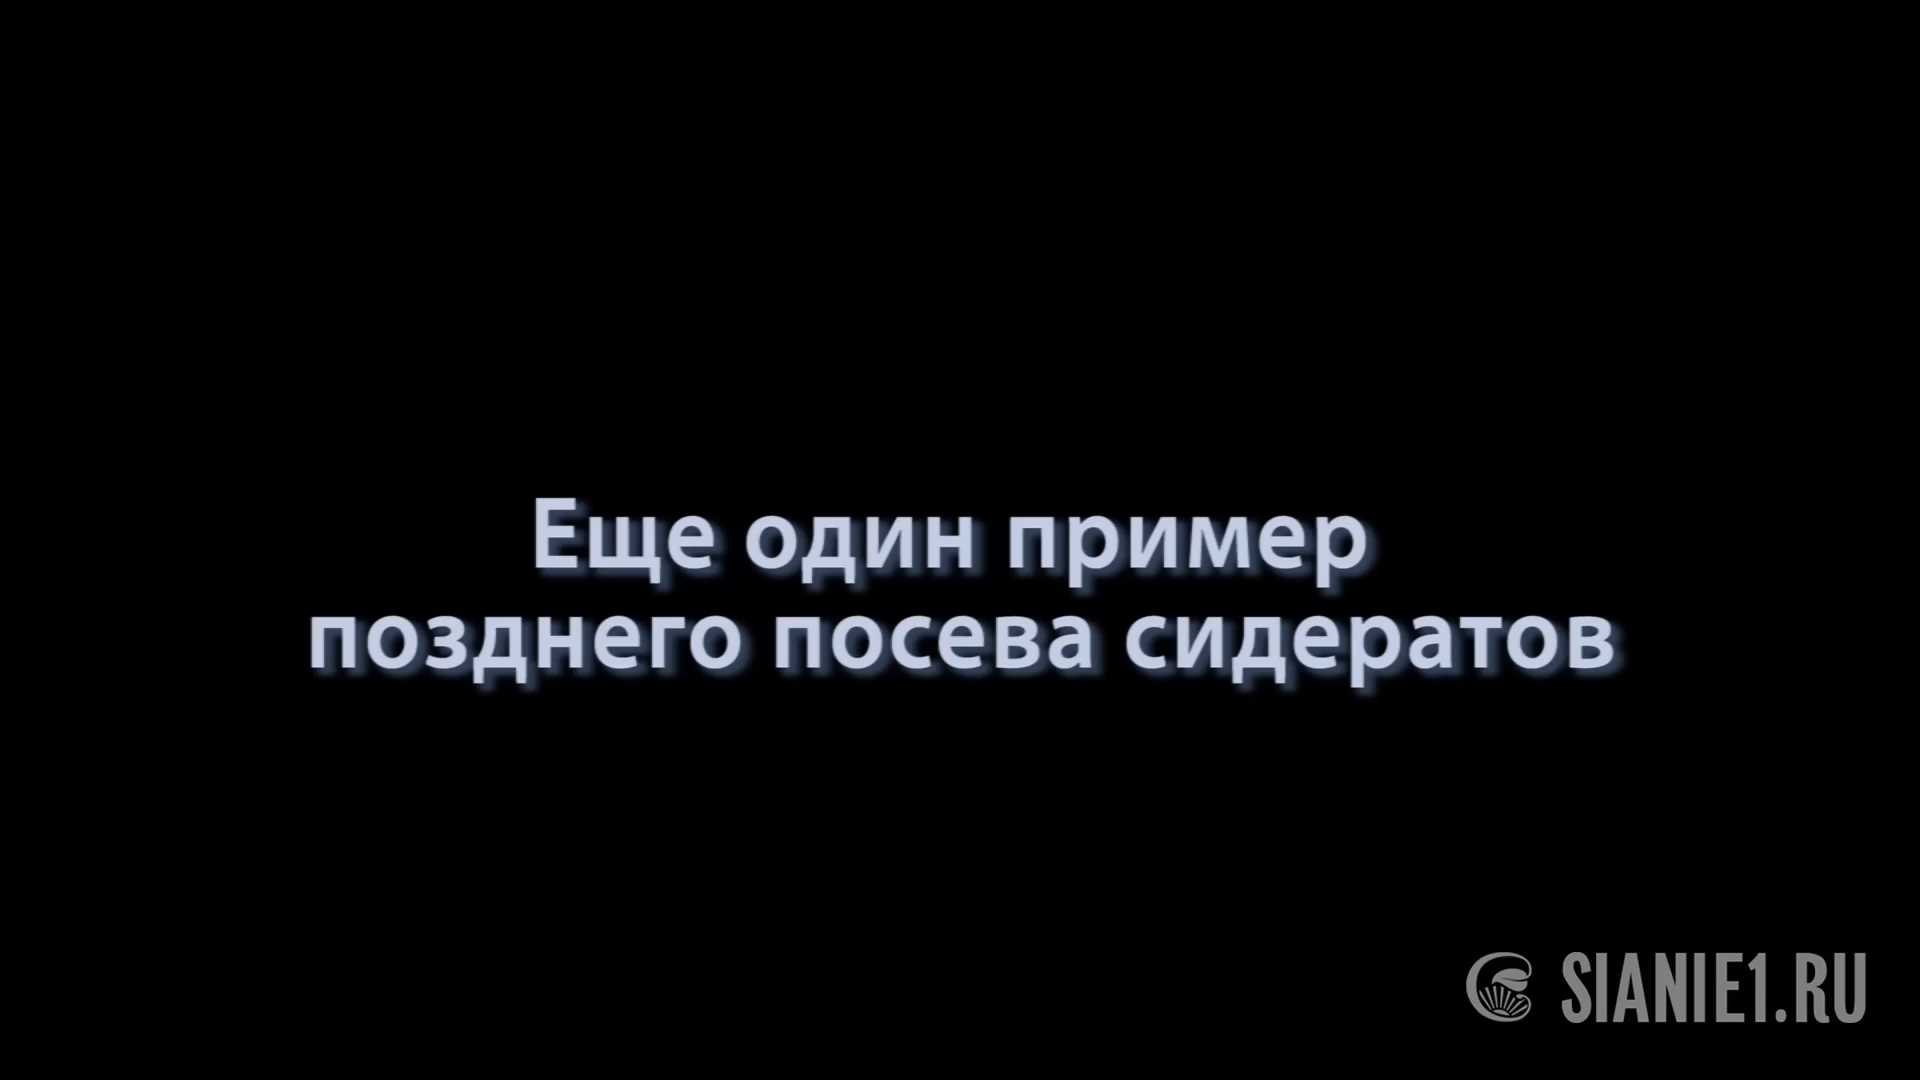 Еще один пример
позднего посева сидератов
SIANIE1.RU